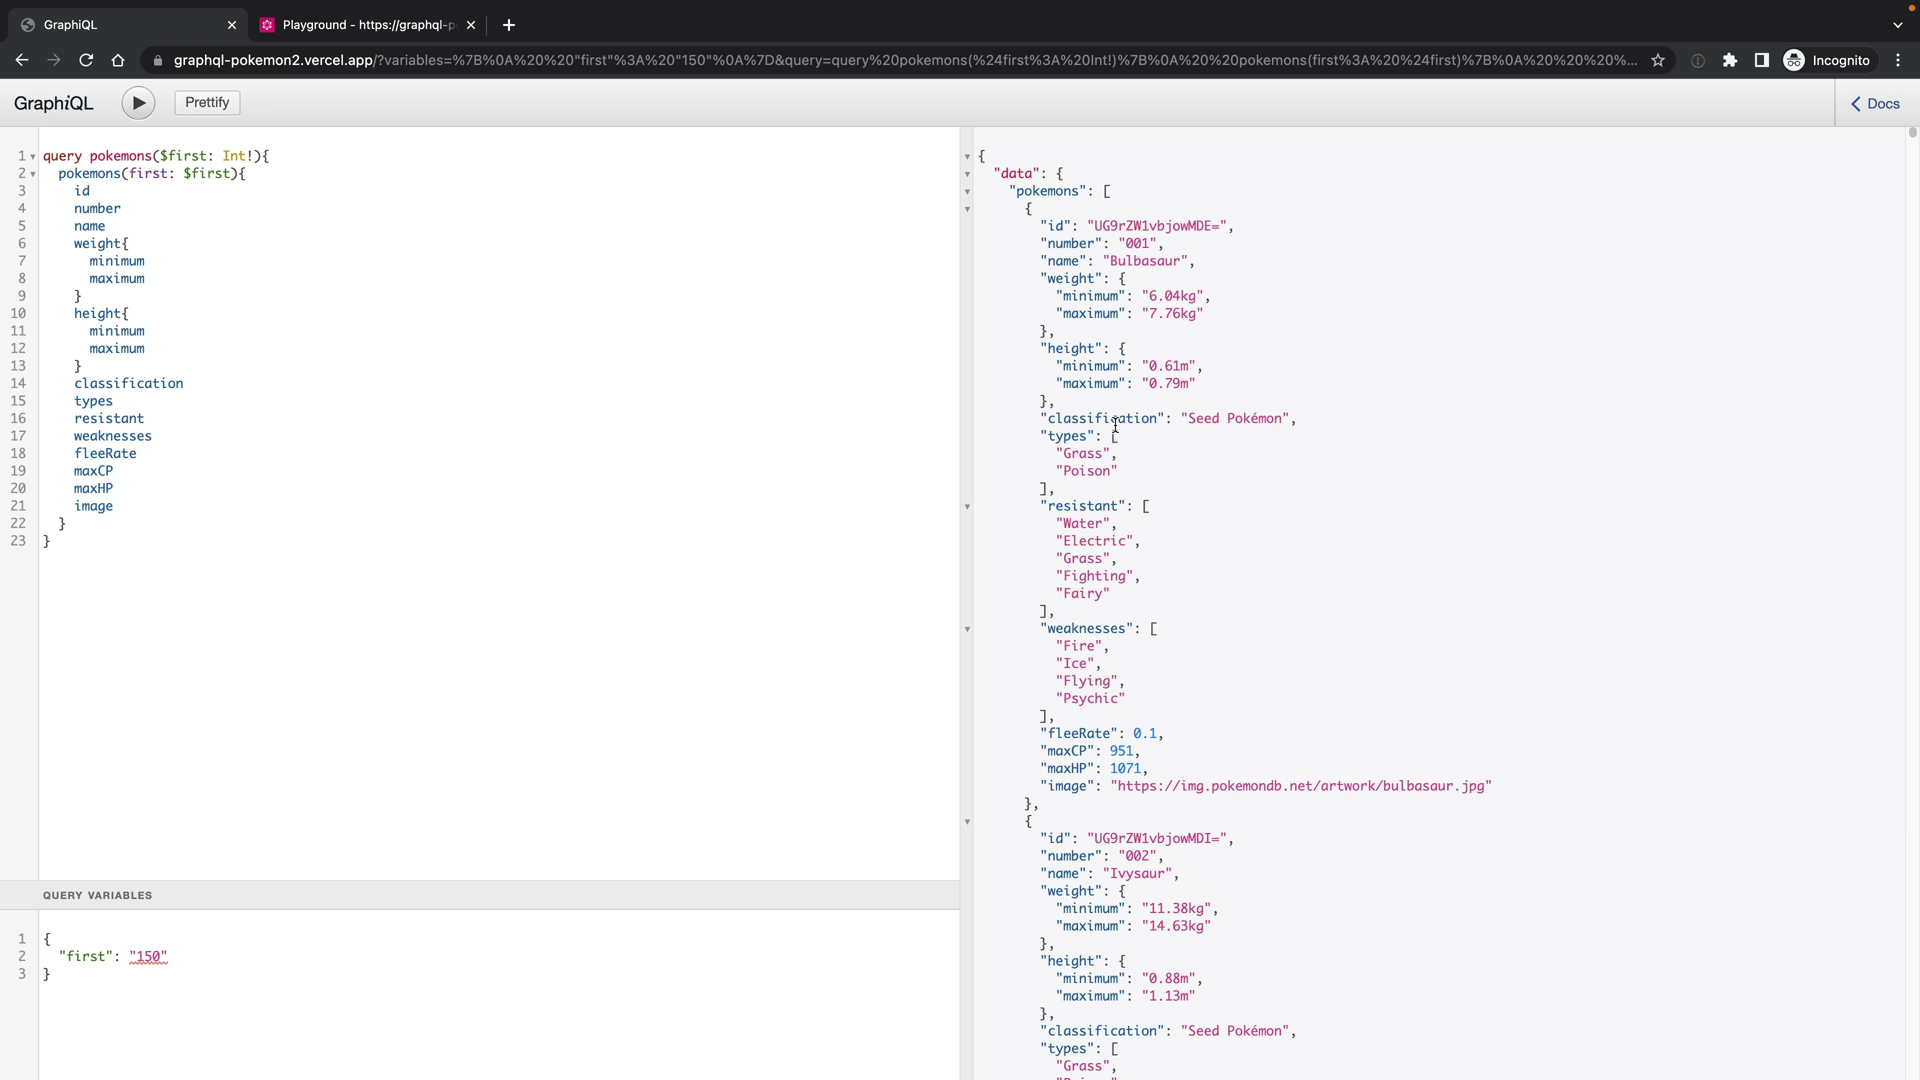 GraphiQL
Playground - https://graphql-p
graphql-pokemon2.vercel.app/?variables=%7B%0A%20%20"first"%3A%20"150"%0A%7D&query=query%20pokemons(%24first%3A%20Int!)%7B%0A%20%20pokemons(first%3A%20%24first)%7B%0A%20%20%20%...
Incognito
GraphiQL
Prettify
Docs
1 query pokemons($first: Int!){
2 pokemons(first: $first){
3 id
4 number
5 name
6 weight{
7 minimum
8 maximum
9 }
10 height{
11 minimum
12 maximum
13 }
14 classification
15 types
16 resistant
17 weaknesses
18 fleeRate
19 maxCP
20 maxHP
21 image
22 }
23 }
QUERY VARIABLES
1 {
2 "first": "150"
3 }
{
"data": {
"pokemons": [
{
"id": "UG9rZW1vbjowMDE=",
"number": "001",
"name": "Bulbasaur",
"weight": {
"minimum": "6.04kg",
"maximum": "7.76kg"
},
"height": {
"minimum": "0.61m",
"maximum": "0.79m"
},
"classification": "Seed Pokémon",
"types": [
"Grass",
"Poison"
],
"resistant": [
"Water",
"Electric",
"Grass",
"Fighting",
"Fairy"
],
"weaknesses": [
"Fire",
"Ice",
"Flying",
"Psychic"
],
"fleeRate": 0.1,
"maxCP": 951,
"maxHP": 1071,
"image": "https://img.pokemondb.net/artwork/bulbasaur.jpg"
},
{
"id": "UG9rZW1vbjowMDI=",
"number": "002",
"name": "Ivysaur",
"weight": {
"minimum": "11.38kg",
"maximum": "14.63kg"
},
"height": {
"minimum": "0.88m",
"maximum": "1.13m"
},
"classification": "Seed Pokémon",
"types": [
"Grass",